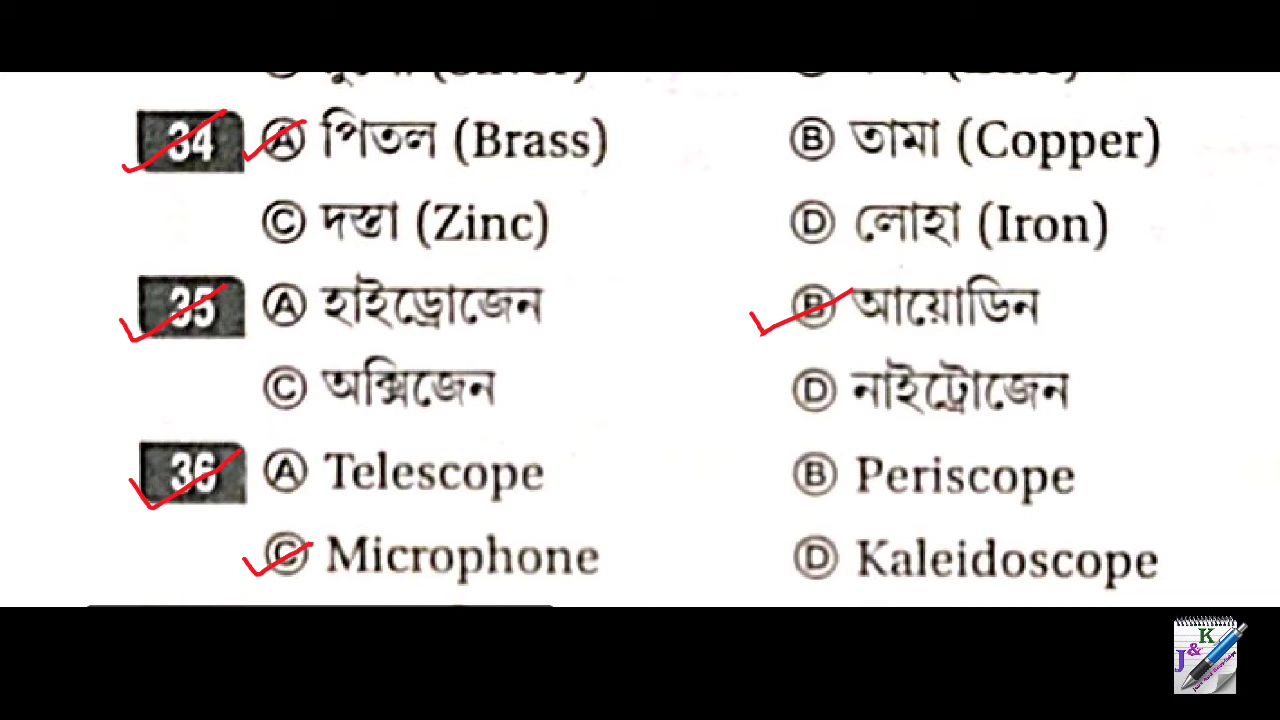 34 Ⓐ পিতল (Brass) Ⓑ তামা (Copper)
Ⓒ দস্তা (Zinc) Ⓓ লোহা (Iron)
35 Ⓐ হাইড্রোজেন Ⓑ আয়োডিন
Ⓒ অক্সিজেন Ⓓ নাইট্রোজেন
36 Ⓐ Telescope Ⓑ Periscope
Ⓒ Microphone Ⓓ Kaleidoscope
J&K